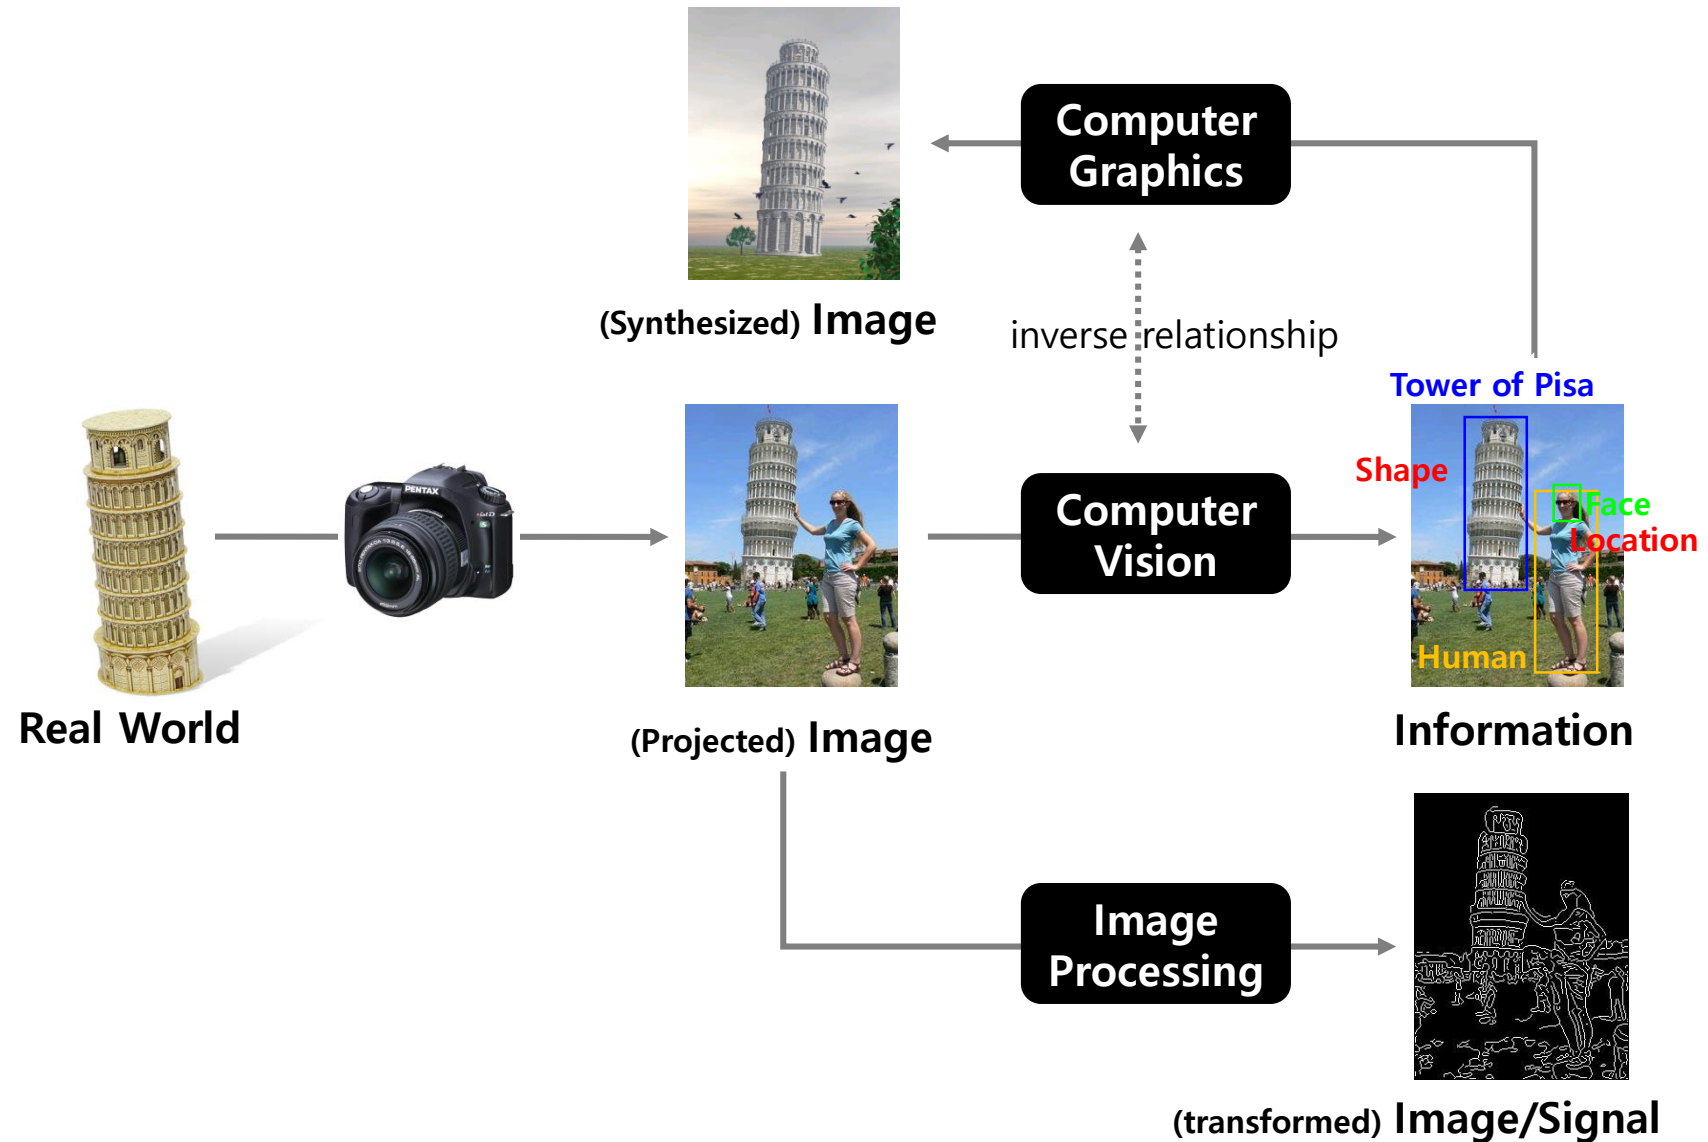 Computer
Graphics
(Synthesized) Image
inverse relationship
Tower of Pisa
Shape
Face
Location
Human
PENTAX
Computer
Vision
Real World
(Projected) Image
Information
Image
Processing
(transformed) Image/Signal